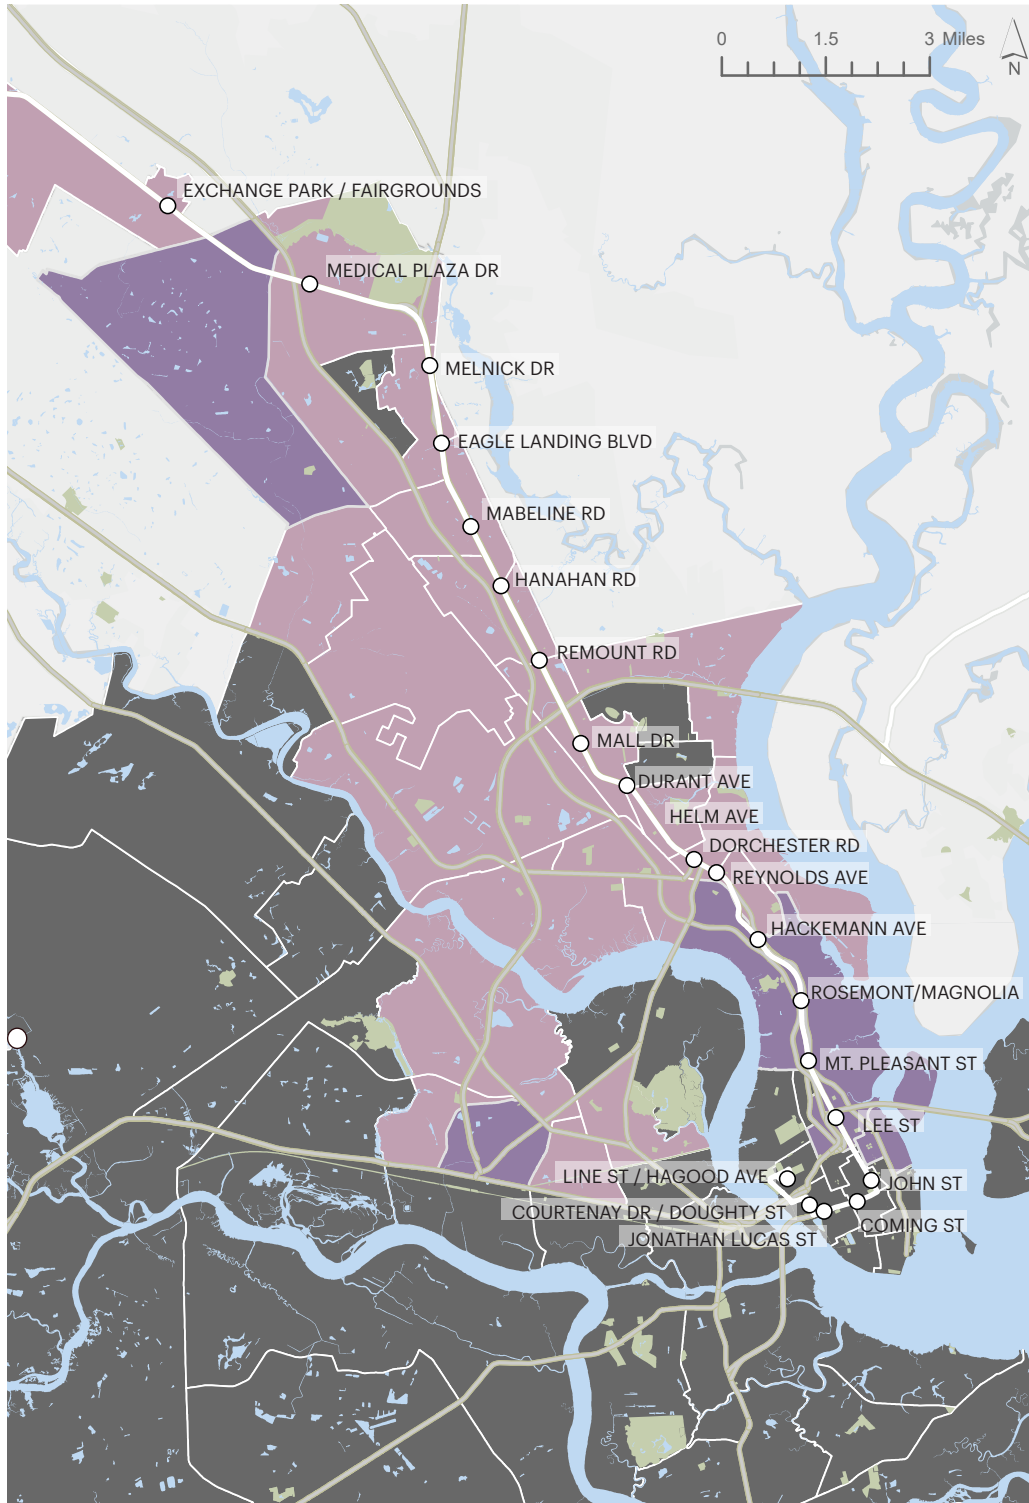 0 1.5 3 Miles
N
EXCHANGE PARK / FAIRGROUNDS
MEDICAL PLAZA DR
MELNICK DR
EAGLE LANDING BLVD
MABELINE RD
HANAHAN RD
REMOUNT RD
MALL DR
DURANT AVE
HELM AVE
DORCHESTER RD
REYNOLDS AVE
HACKEMANN AVE
ROSEMONT/MAGNOLIA
MT. PLEASANT ST
LEE ST
LINE ST / HAGOOD AVE
JOHN ST
COURTENAY DR / DOUGHTY ST
COMING ST
JONATHAN LUCAS ST